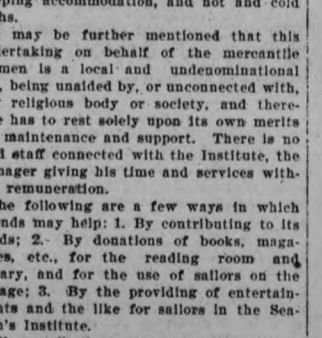 ping accommodation, and hot and cold
hs.
may be further mentioned that this
ertaking on behalf of the mercantile
men is a local and undenominational
, being unaided by, or unconnected with,
religious body or society, and there-
has to rest solely upon its own merits
maintenance and support. There is no
d staff connected with the Institute, the
nager giving his time and services with-
remuneration.
he following are a few ways in which
nds may help: 1. By contributing to its
ds; 2. By donations of books, maga-
es, etc., for the reading room and
ary, and for the use of sailors on the
age; 3. By the providing of entertain-
nts and the like for sailors in the Sea-
n's Institute.